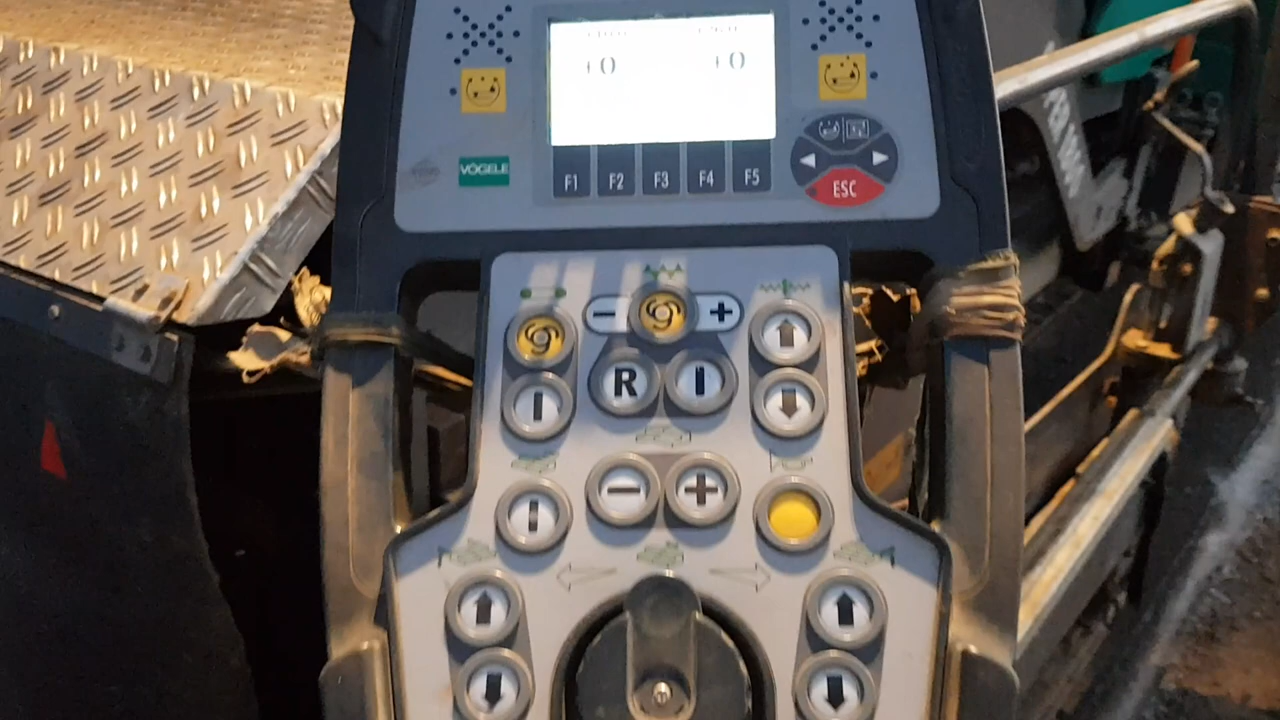 +0 +0
VÖGELE
F1 F2 F3 F4 F5
ESC
− +
R I
I
− +
I